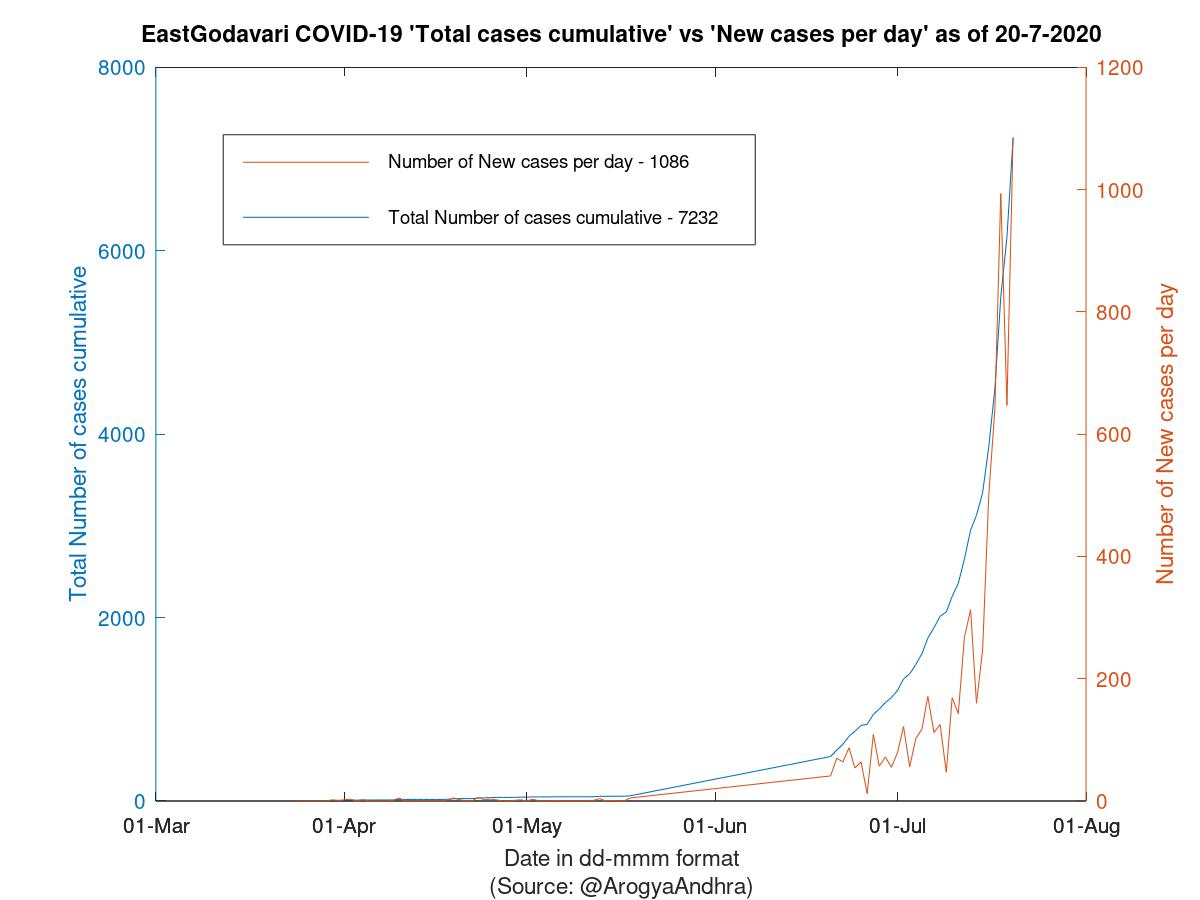 EastGodavari COVID-19 'Total cases cumulative' vs 'New cases per day' as of 20-7-2020
8000
6000
4000
2000
0
Total Number of cases cumulative
Number of New cases per day - 1086
Total Number of cases cumulative - 7232
1200
1000
800
600
400
200
0
Number of New cases per day
01-Mar 01-Apr 01-May 01-Jun 01-Jul 01-Aug
Date in dd-mmm format
(Source: @ArogyaAndhra)